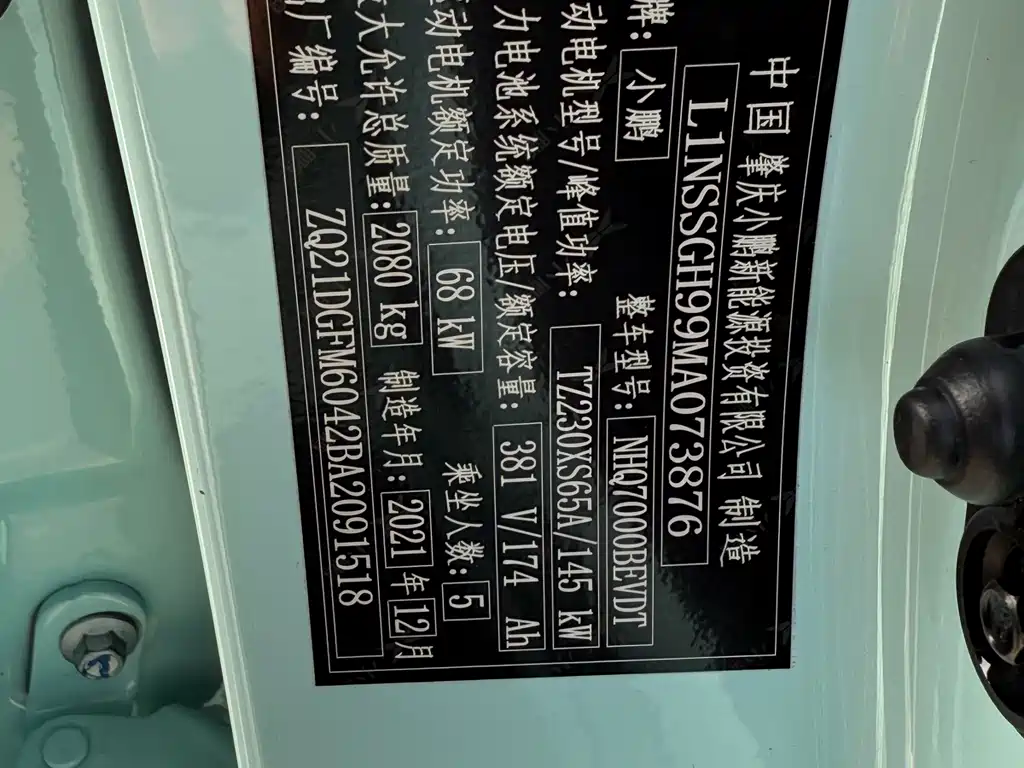 中国 肇庆小鹏新能源投资有限公司 制造
L1NSSGH99MA073876
牌: 小鹏 整车型号: NHQ7000BEVDT
动电机型号/峰值功率: TZ230XS65A/145 kW
力电池系统额定电压/额定容量: 381 V/174 Ah
动电机额定功率: 68 kW 乘坐人数: 5
大允许总质量: 2080 kg 制造年月: 2021 年 12 月
厂编号: ZQ21DGFM6042BA2091518